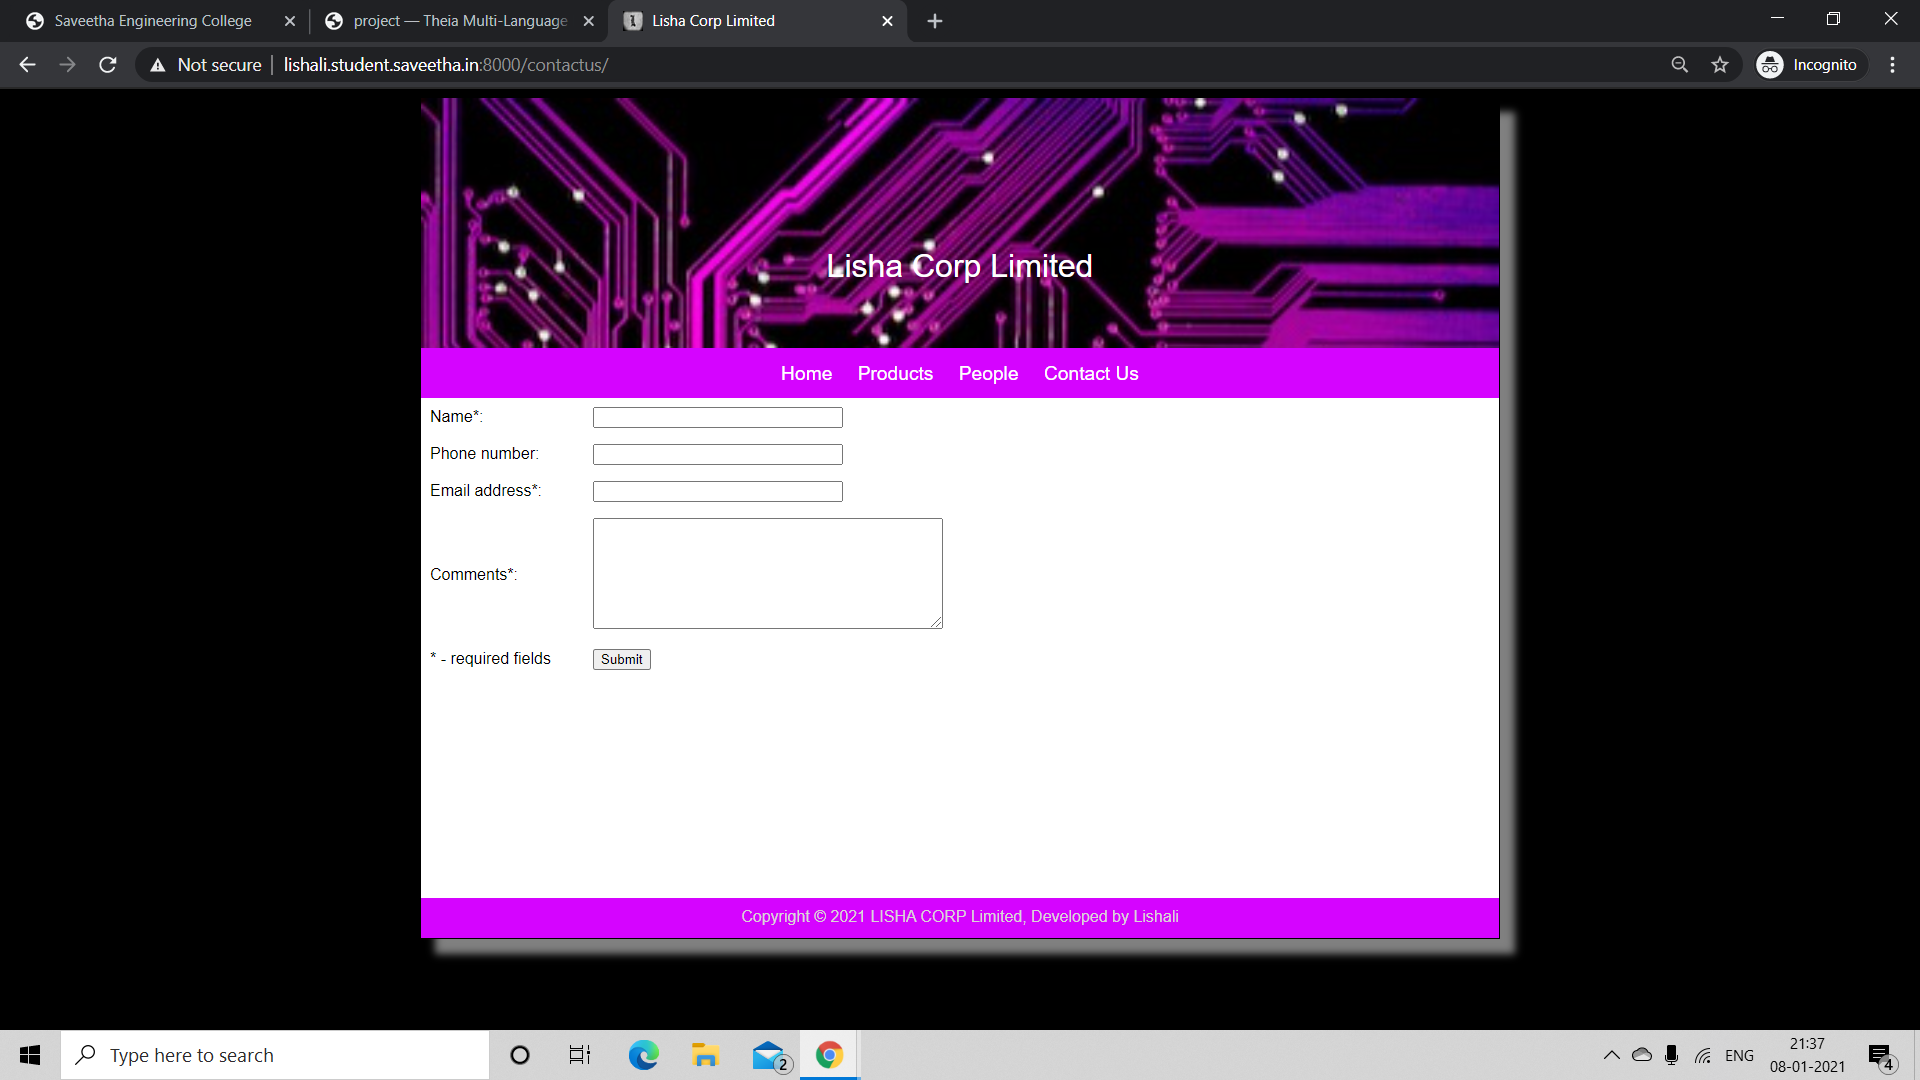 Saveetha Engineering College
project — Theia Multi-Language
Lisha Corp Limited
Not secure
lishali.student.saveetha.in:8000/contactus/
Incognito
Lisha Corp Limited
Home Products People Contact Us
Name*:
Phone number:
Email address*:
Comments*:
* - required fields
Submit
Copyright © 2021 LISHA CORP Limited, Developed by Lishali
Type here to search
2
ENG
21:37
08-01-2021
4